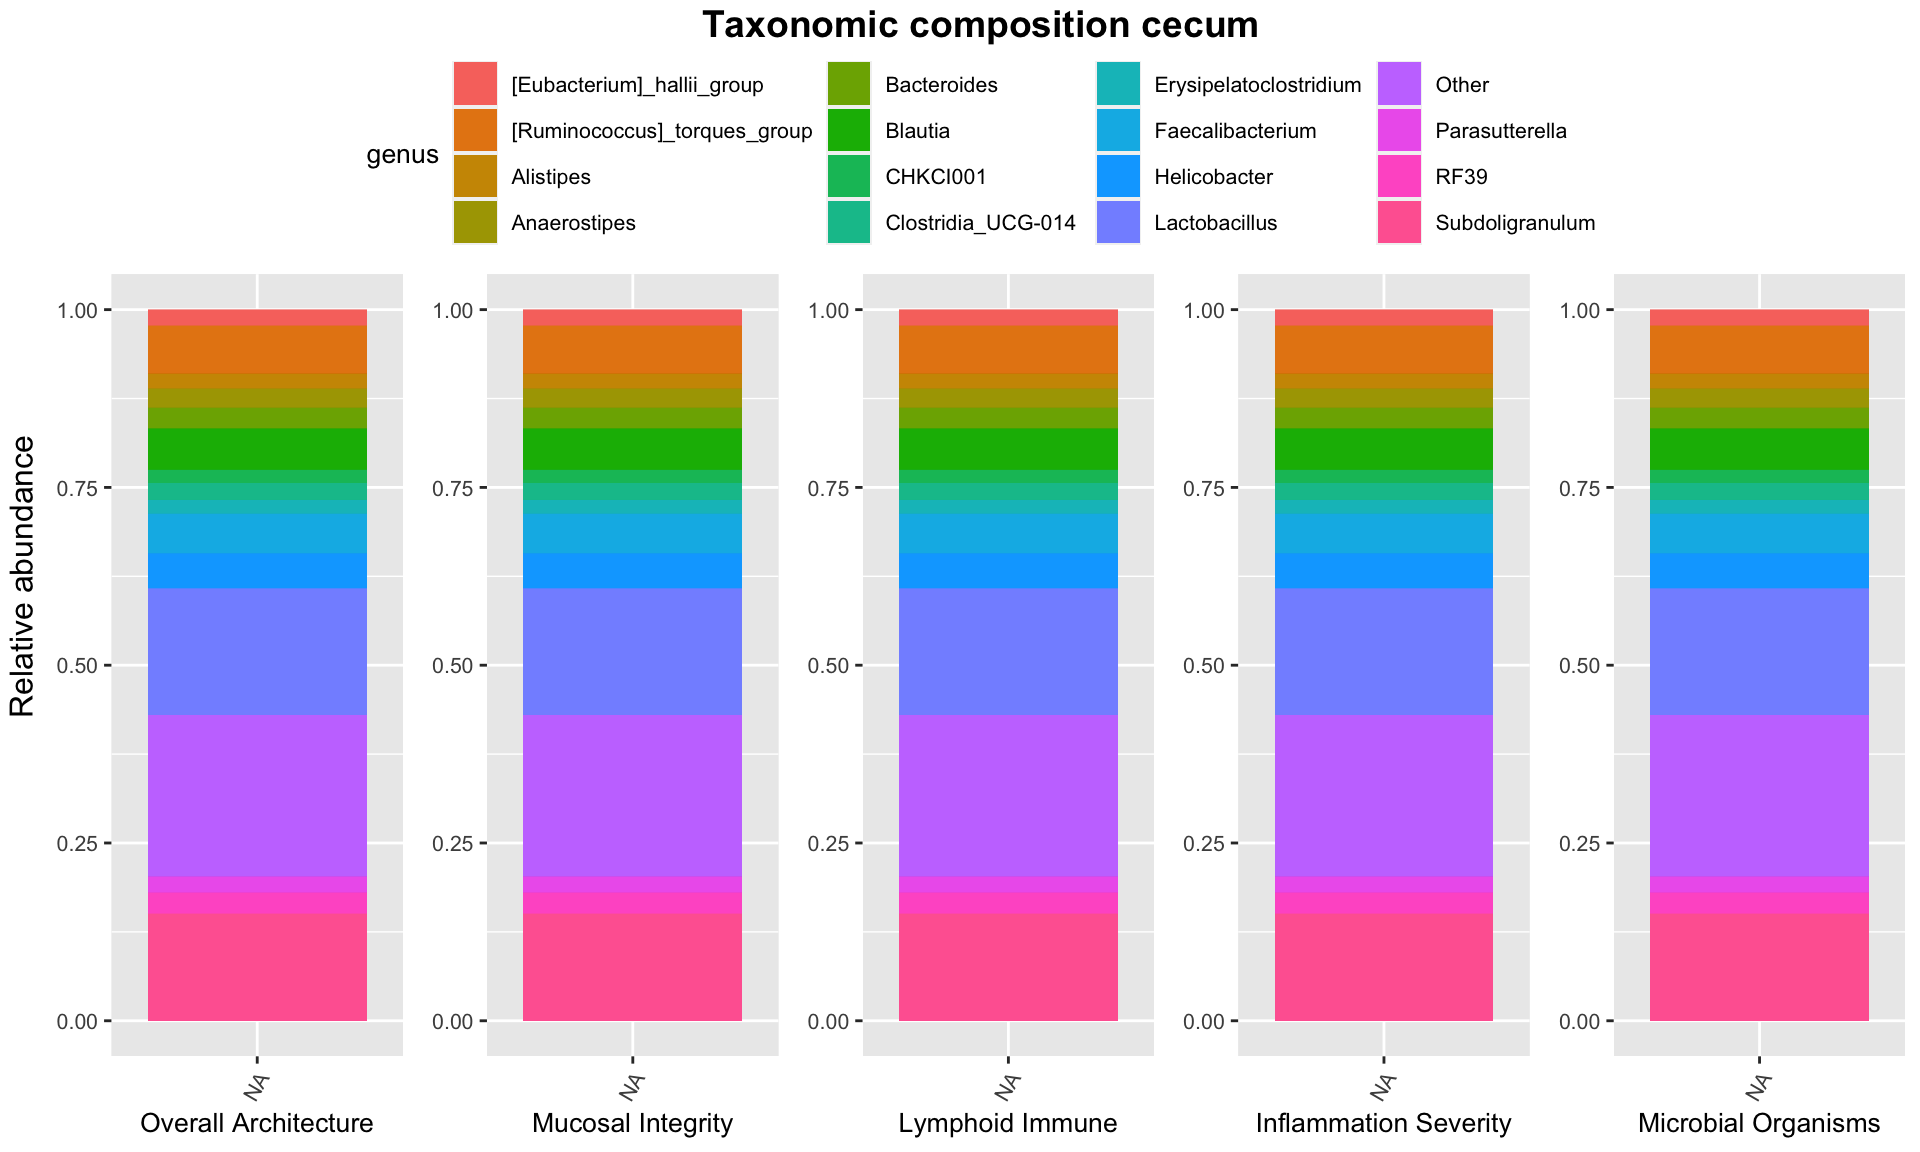 Taxonomic composition cecum
genus
[Eubacterium]_hallii_group
[Ruminococcus]_torques_group
Alistipes
Anaerostipes
Bacteroides
Blautia
CHKCI001
Clostridia_UCG-014
Erysipelatoclostridium
Faecalibacterium
Helicobacter
Lactobacillus
Other
Parasutterella
RF39
Subdoligranulum
Relative abundance
1.00
0.75
0.50
0.25
0.00
NA
Overall Architecture
1.00
0.75
0.50
0.25
0.00
NA
Mucosal Integrity
1.00
0.75
0.50
0.25
0.00
NA
Lymphoid Immune
1.00
0.75
0.50
0.25
0.00
NA
Inflammation Severity
1.00
0.75
0.50
0.25
0.00
NA
Microbial Organisms